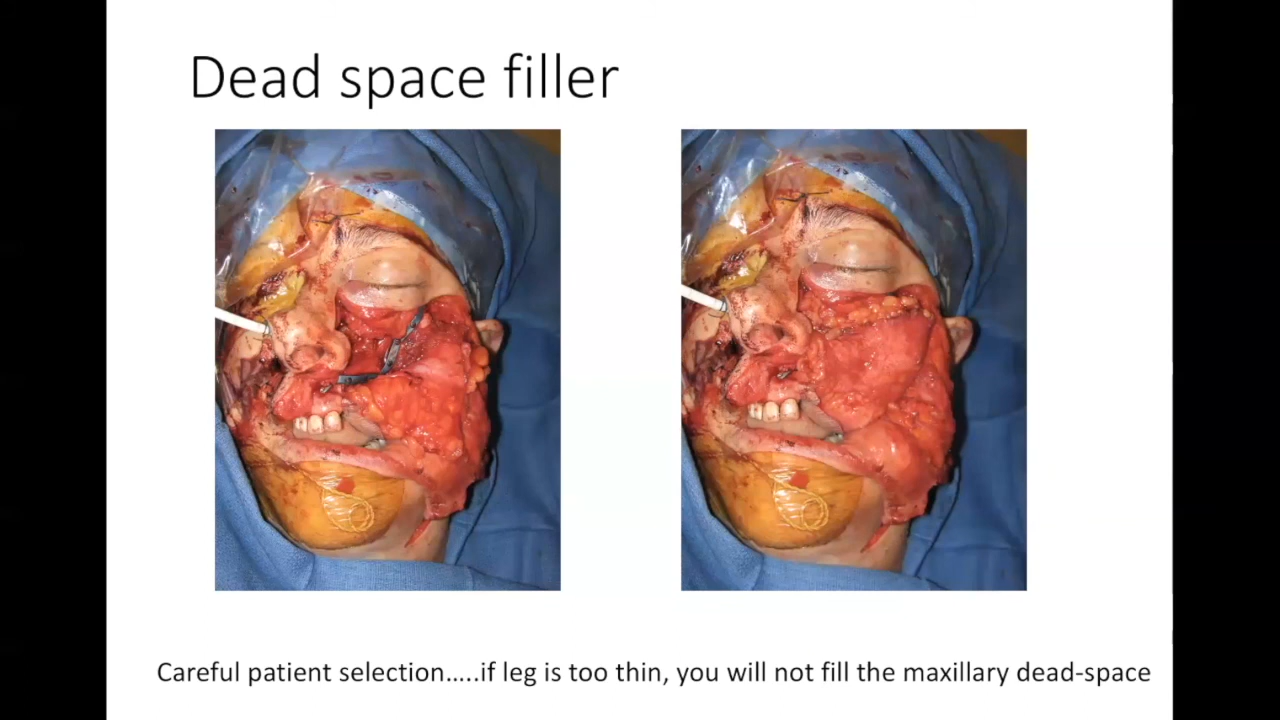 Dead space filler
Careful patient selection.....if leg is too thin, you will not fill the maxillary dead-space